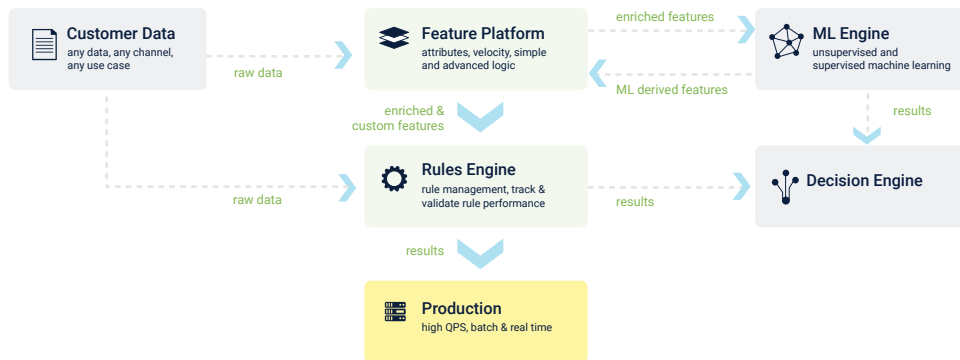 Customer Data
any data, any channel,
any use case
raw data
Feature Platform
attributes, velocity, simple
and advanced logic
enriched features
ML derived features
ML Engine
unsupervised and
supervised machine learning
enriched &
custom features
results
raw data
Rules Engine
rule management, track &
validate rule performance
results
Decision Engine
results
Production
high QPS, batch & real time